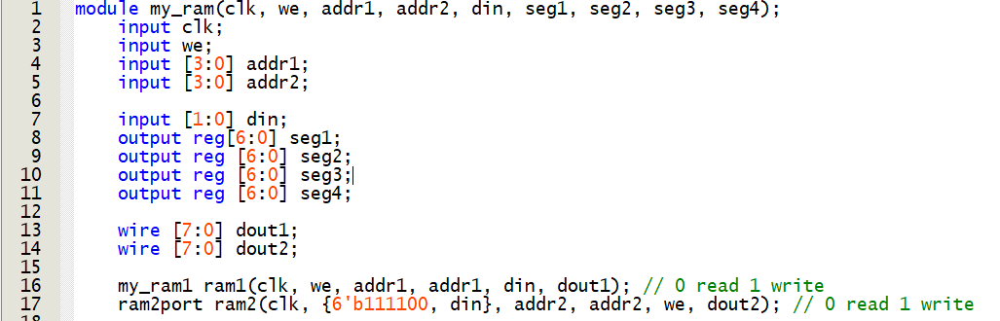 1 module my_ram(clk, we, addr1, addr2, din, seg1, seg2, seg3, seg4);
2 input clk;
3 input we;
4 input [3:0] addr1;
5 input [3:0] addr2;
6
7 input [1:0] din;
8 output reg[6:0] seg1;
9 output reg [6:0] seg2;
10 output reg [6:0] seg3;
11 output reg [6:0] seg4;
12
13 wire [7:0] dout1;
14 wire [7:0] dout2;
15
16 my_ram1 ram1(clk, we, addr1, addr1, din, dout1); // 0 read 1 write
17 ram2port ram2(clk, {6'b111100, din}, addr2, addr2, we, dout2); // 0 read 1 write
18